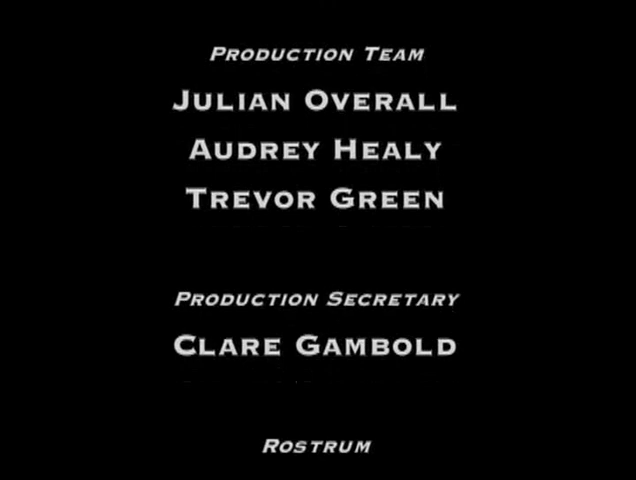 Production Team
Julian Overall
Audrey Healy
Trevor Green
Production Secretary
Clare Gambold
Rostrum